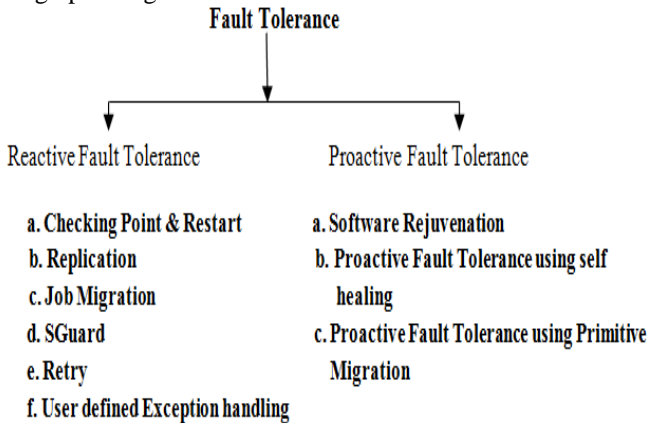 Fault Tolerance
Reactive Fault Tolerance
a. Checking Point & Restart
b. Replication
c. Job Migration
d. SGuard
e. Retry
f. User defined Exception handling
Proactive Fault Tolerance
a. Software Rejuvenation
b. Proactive Fault Tolerance using self
healing
c. Proactive Fault Tolerance using Primitive
Migration